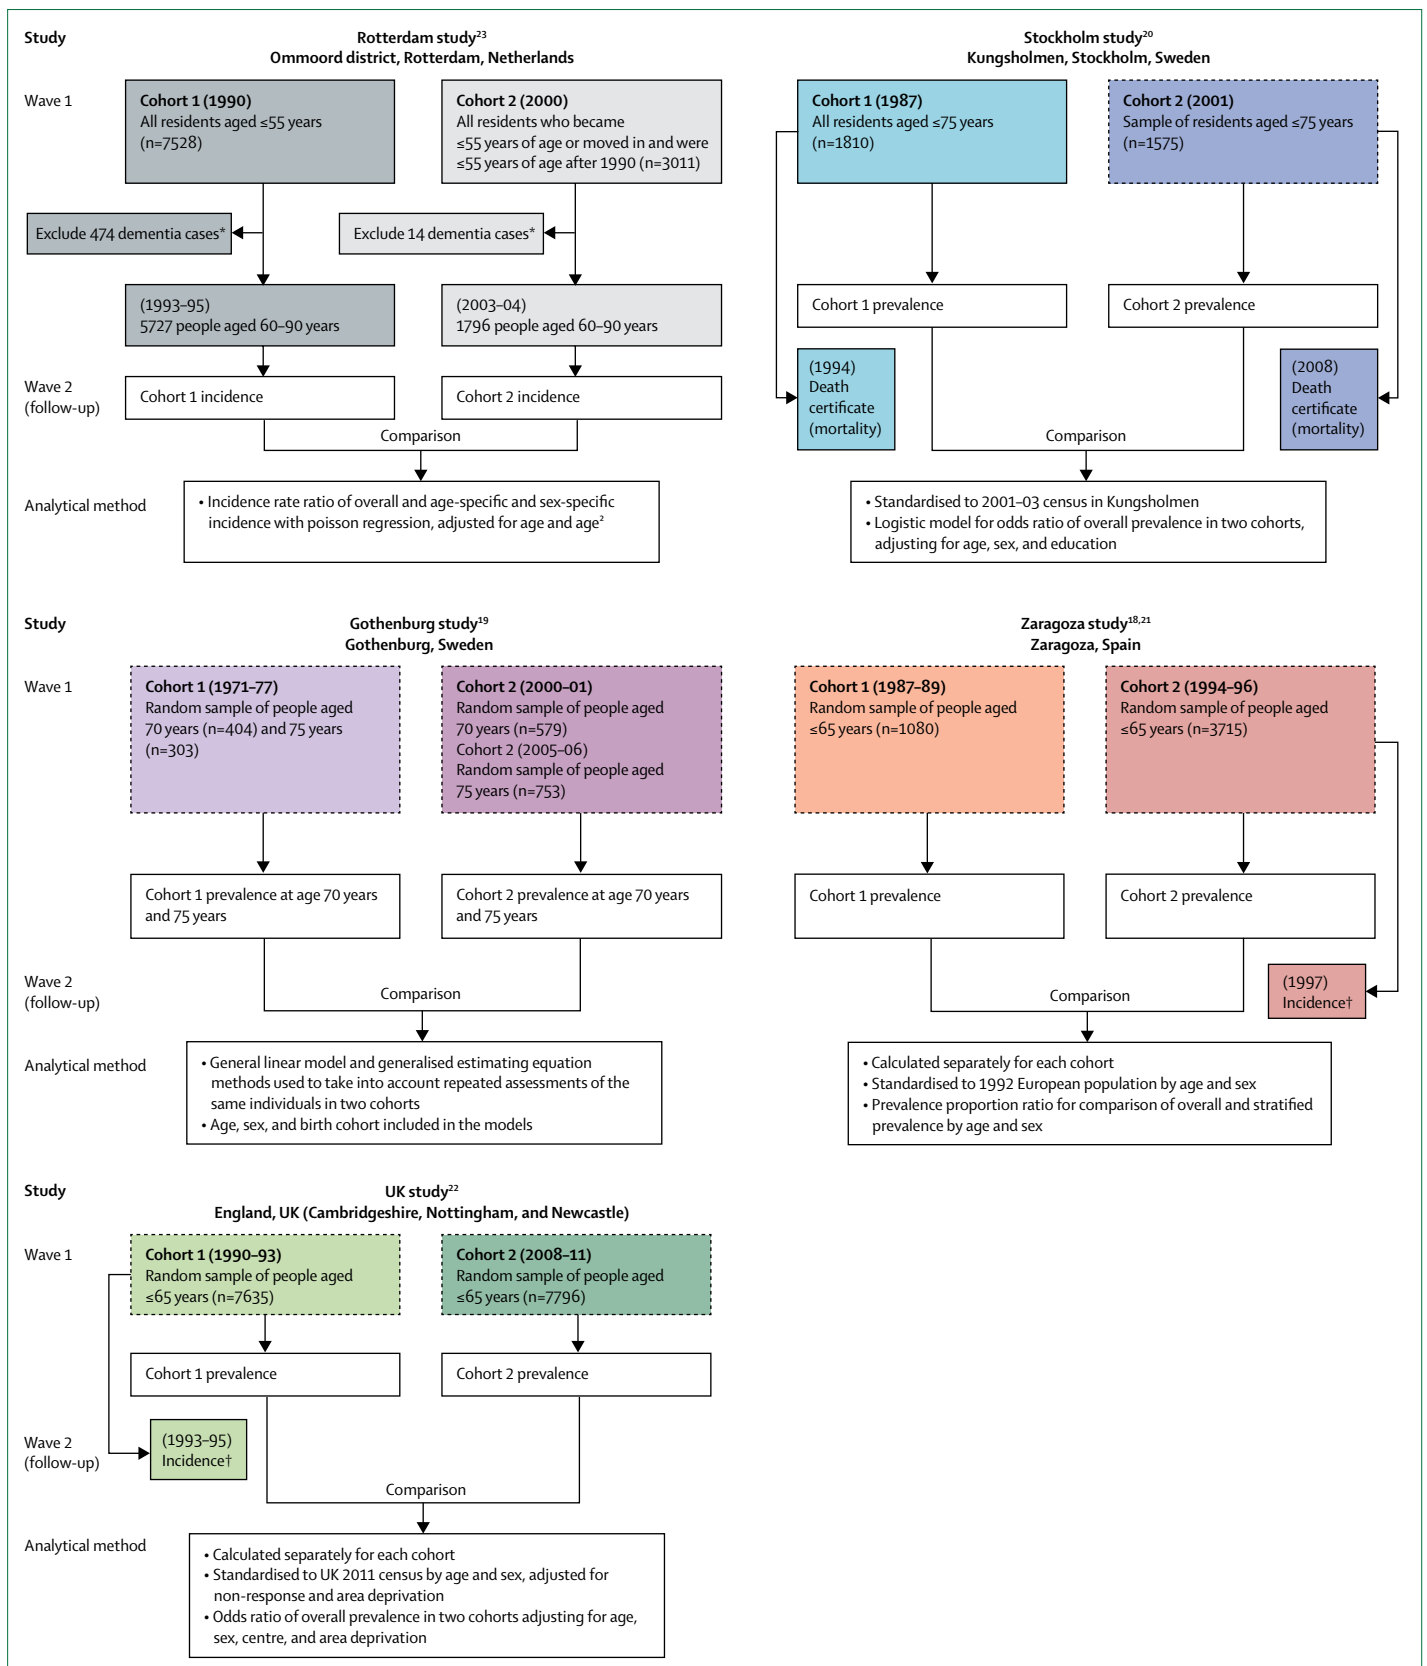 Study
Rotterdam study²³
Ommoord district, Rotterdam, Netherlands
Wave 1
Cohort 1 (1990)
All residents aged ≤55 years
(n=7528)
Cohort 2 (2000)
All residents who became
≤55 years of age or moved in and were
≤55 years of age after 1990 (n=3011)
Exclude 474 dementia cases*
Exclude 14 dementia cases*
(1993–95)
5727 people aged 60–90 years
(2003–04)
1796 people aged 60–90 years
Wave 2
(follow-up)
Cohort 1 incidence
Cohort 2 incidence
Comparison
Analytical method
• Incidence rate ratio of overall and age-specific and sex-specific
incidence with poisson regression, adjusted for age and age²
Stockholm study²⁰
Kungsholmen, Stockholm, Sweden
Cohort 1 (1987)
All residents aged ≤75 years
(n=1810)
Cohort 2 (2001)
Sample of residents aged ≤75 years
(n=1575)
Cohort 1 prevalence
Cohort 2 prevalence
(1994)
Death
certificate
(mortality)
(2008)
Death
certificate
(mortality)
Comparison
• Standardised to 2001–03 census in Kungsholmen
• Logistic model for odds ratio of overall prevalence in two cohorts,
adjusting for age, sex, and education
Study
Gothenburg study¹⁹
Gothenburg, Sweden
Wave 1
Cohort 1 (1971–77)
Random sample of people aged
70 years (n=404) and 75 years
(n=303)
Cohort 2 (2000–01)
Random sample of people aged
70 years (n=579)
Cohort 2 (2005–06)
Random sample of people aged
75 years (n=753)
Cohort 1 prevalence at age 70 years
and 75 years
Cohort 2 prevalence at age 70 years
and 75 years
Wave 2
(follow-up)
Comparison
Analytical method
• General linear model and generalised estimating equation
methods used to take into account repeated assessments of the
same individuals in two cohorts
• Age, sex, and birth cohort included in the models
Zaragoza study¹⁸,²¹
Zaragoza, Spain
Cohort 1 (1987–89)
Random sample of people aged
≤65 years (n=1080)
Cohort 2 (1994–96)
Random sample of people aged
≤65 years (n=3715)
Cohort 1 prevalence
Cohort 2 prevalence
(1997)
Incidence†
Comparison
• Calculated separately for each cohort
• Standardised to 1992 European population by age and sex
• Prevalence proportion ratio for comparison of overall and stratified
prevalence by age and sex
Study
UK study²²
England, UK (Cambridgeshire, Nottingham, and Newcastle)
Wave 1
Cohort 1 (1990–93)
Random sample of people aged
≤65 years (n=7635)
Cohort 2 (2008–11)
Random sample of people aged
≤65 years (n=7796)
Cohort 1 prevalence
Cohort 2 prevalence
Wave 2
(follow-up)
(1993–95)
Incidence†
Comparison
Analytical method
• Calculated separately for each cohort
• Standardised to UK 2011 census by age and sex, adjusted for
non-response and area deprivation
• Odds ratio of overall prevalence in two cohorts adjusting for age,
sex, centre, and area deprivation